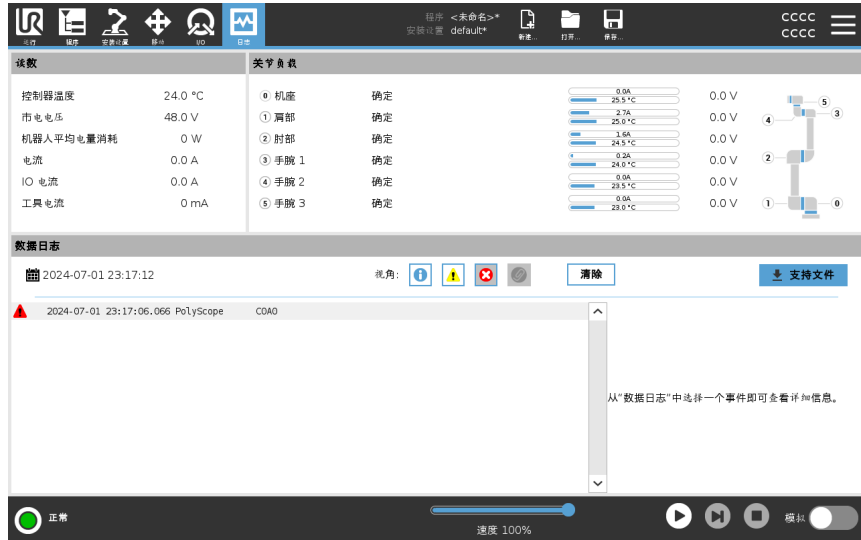 UR
运行 程序 安装设置 移动 I/O 日志
程序 <未命名>*
安装设置 default*
新建... 打开... 保存...
CCCC
CCCC
读数 关节负载
控制器温度 24.0 °C
市电电压 48.0 V
机器人平均电量消耗 0 W
电流 0.0 A
IO 电流 0.0 A
工具电流 0 mA
0 机座 确定 0.0A 25.5 °C 0.0 V
1 肩部 确定 2.7A 25.0 °C 0.0 V
2 肘部 确定 1.6A 24.5 °C 0.0 V
3 手腕 1 确定 0.2A 24.0 °C 0.0 V
4 手腕 2 确定 0.0A 23.5 °C 0.0 V
5 手腕 3 确定 0.0A 23.0 °C 0.0 V
5
4 3
2
1 0
数据日志
2024-07-01 23:17:12 视角: 清除 支持文件
2024-07-01 23:17:06.066 PolyScope C0A0
从"数据日志"中选择一个事件即可查看详细信息。
正常
速度 100%
模拟